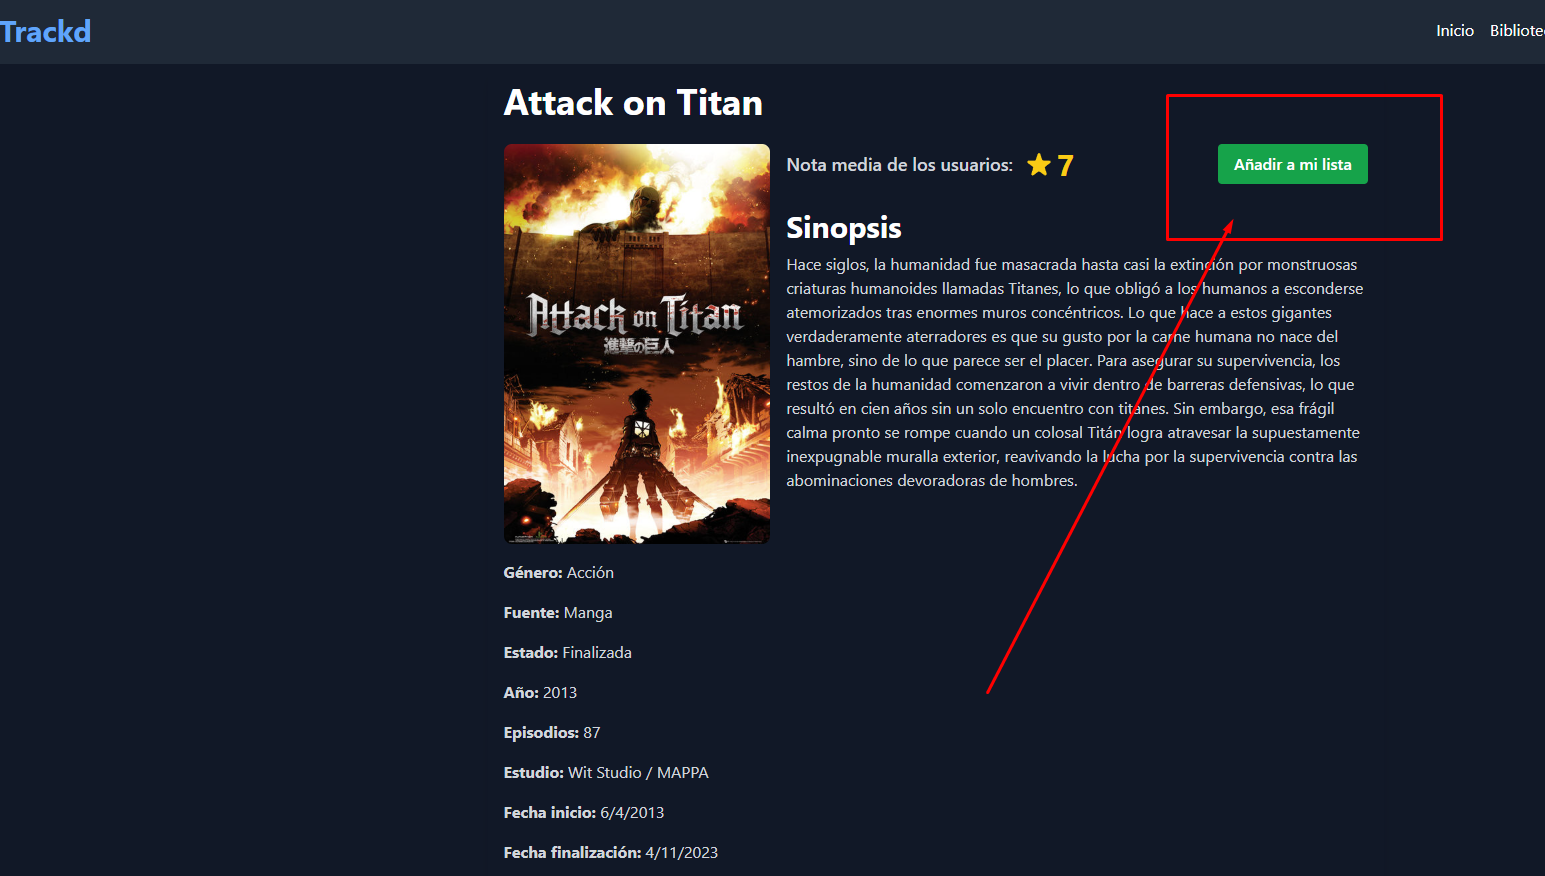 Trackd
Inicio
Attack on Titan
Nota media de los usuarios: 7
Añadir a mi lista
Attack on Titan
進撃の巨人
Sinopsis
Hace siglos, la humanidad fue masacrada hasta casi la extinción por monstruosas
criaturas humanoides llamadas Titanes, lo que obligó a los humanos a esconderse
atemorizados tras enormes muros concéntricos. Lo que hace a estos gigantes
verdaderamente aterradores es que su gusto por la carne humana no nace del
hambre, sino de lo que parece ser el placer. Para asegurar su supervivencia, los
restos de la humanidad comenzaron a vivir dentro de barreras defensivas, lo que
resultó en cien años sin un solo encuentro con titanes. Sin embargo, esa frágil
calma pronto se rompe cuando un colosal Titán logra atravesar la supuestamente
inexpugnable muralla exterior, reavivando la lucha por la supervivencia contra las
abominaciones devoradoras de hombres.
Género: Acción
Fuente: Manga
Estado: Finalizada
Año: 2013
Episodios: 87
Estudio: Wit Studio / MAPPA
Fecha inicio: 6/4/2013
Fecha finalización: 4/11/2023